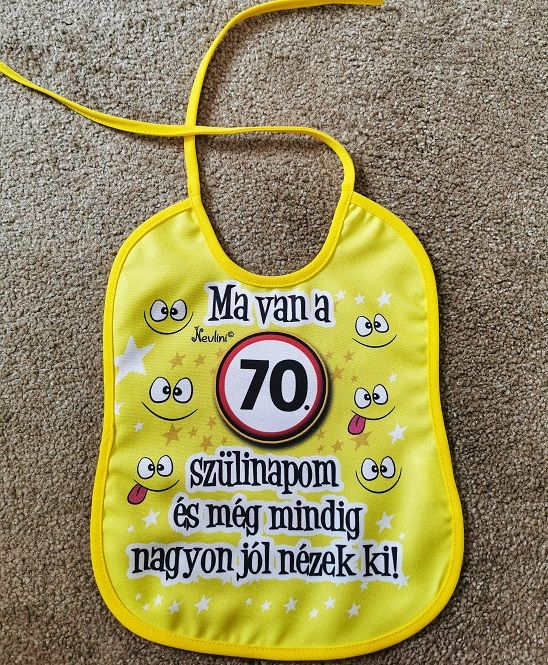 Ma van a
Nevlini©
70.
szülinapom
és még mindig
nagyon jól nézek ki!